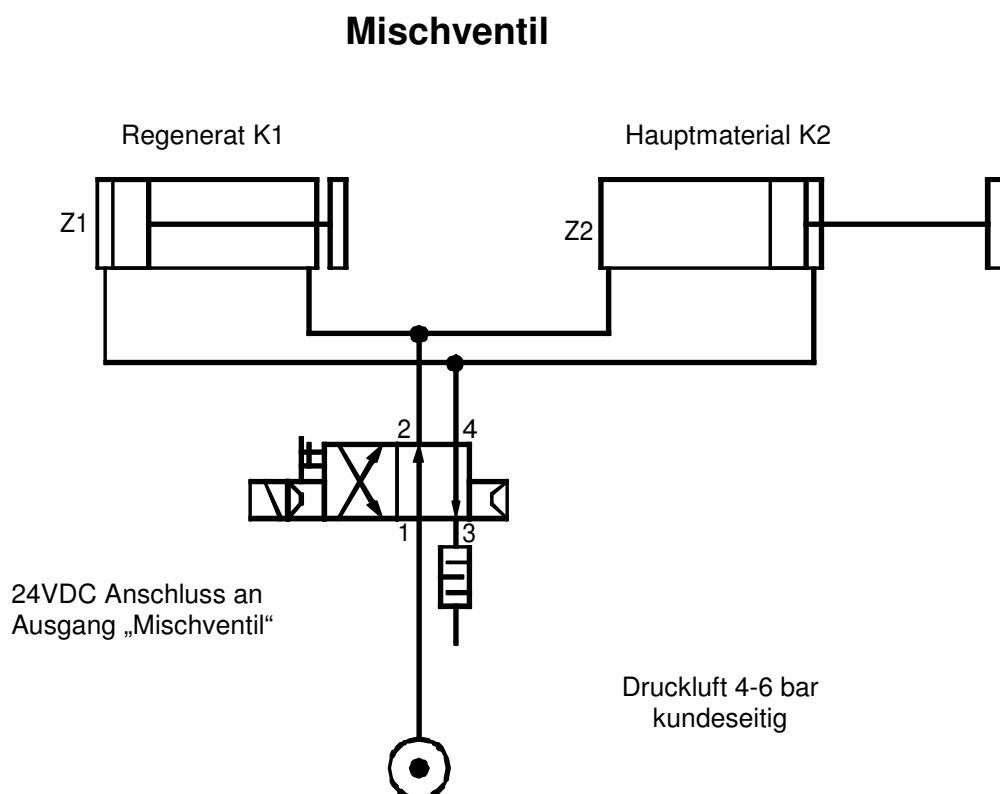 Mischventil
Regenerat K1
Hauptmaterial K2
Z1
Z2
2
4
1
3
24VDC Anschluss an
Ausgang „Mischventil“
Druckluft 4-6 bar
kundeseitig